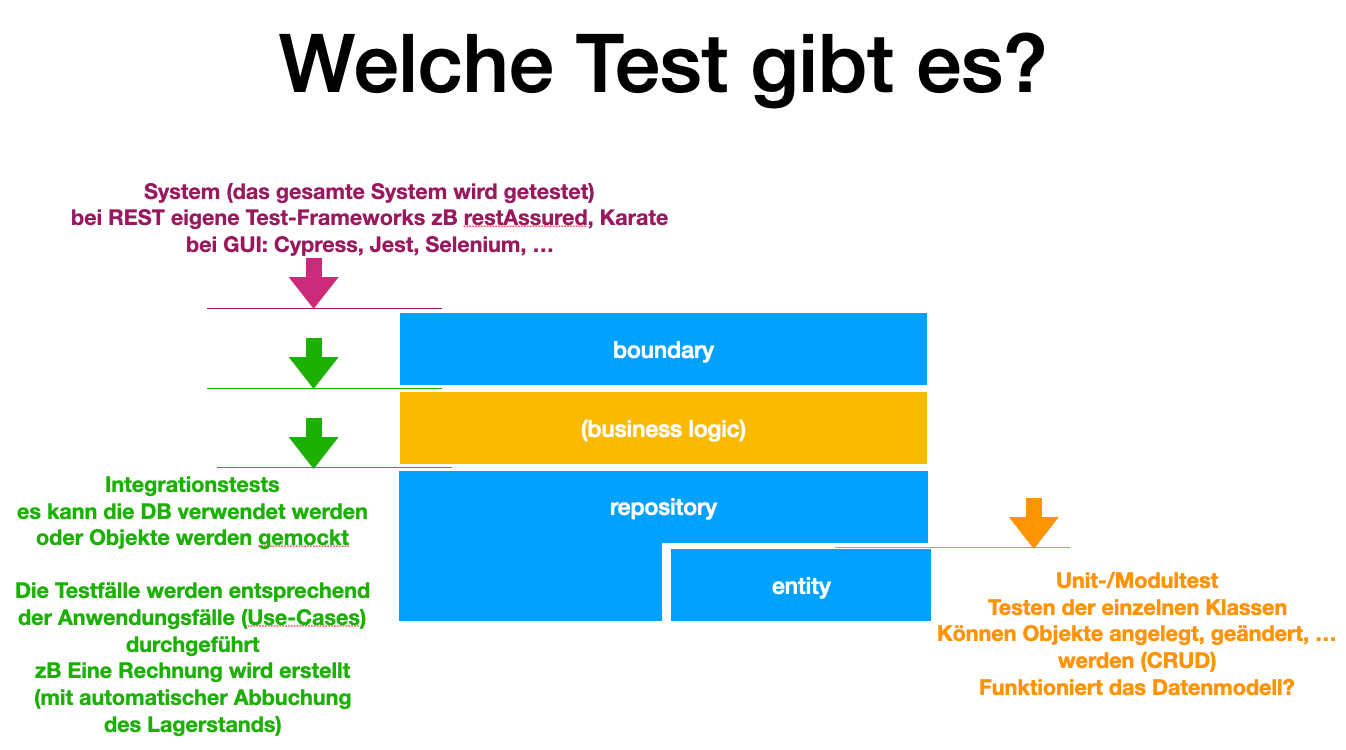 Welche Test gibt es?
System (das gesamte System wird getestet)
bei REST eigene Test-Frameworks zB restAssured, Karate
bei GUI: Cypress, Jest, Selenium, …
boundary
(business logic)
repository
entity
Integrationstests
es kann die DB verwendet werden
oder Objekte werden gemockt
Die Testfälle werden entsprechend
der Anwendungsfälle (Use-Cases)
durchgeführt
zB Eine Rechnung wird erstellt
(mit automatischer Abbuchung
des Lagerstands)
Unit-/Modultest
Testen der einzelnen Klassen
Können Objekte angelegt, geändert, …
werden (CRUD)
Funktioniert das Datenmodell?